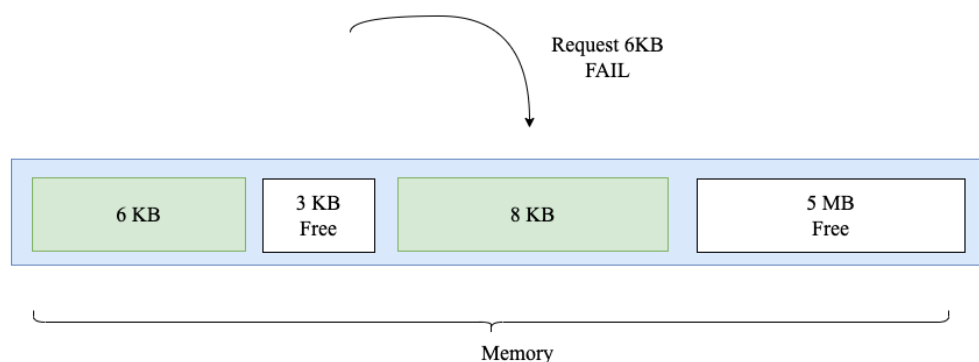 Request 6KB
FAIL
6 KB
3 KB
Free
8 KB
5 MB
Free
Memory